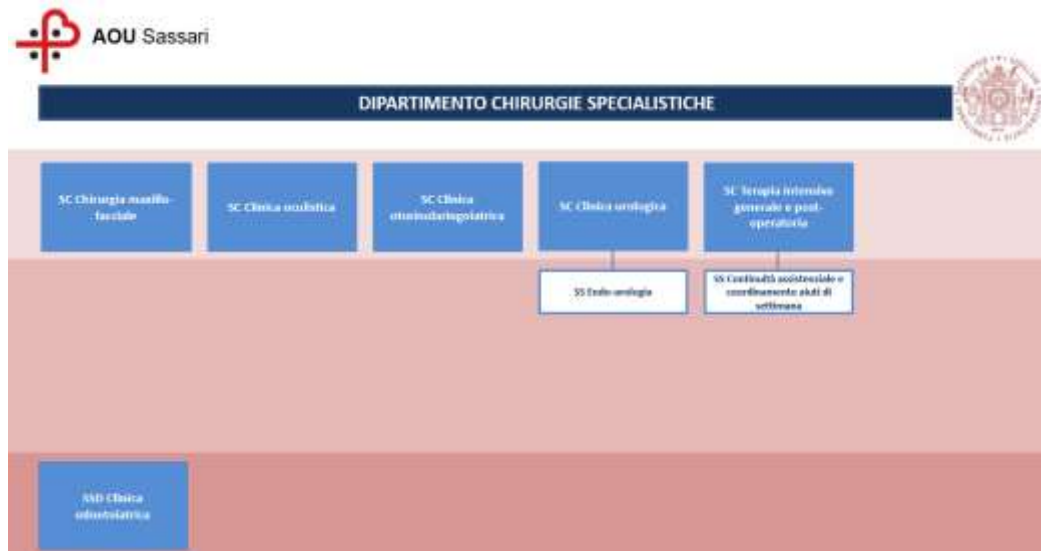 AOU Sassari
DIPARTIMENTO CHIRURGIE SPECIALISTICHE
SC Chirurgia maxillo-
facciale
SC Clinica oculistica
SC Clinica
otorinolaringoiatrica
SC Clinica urologica
SC Terapia intensiva
generale e post-
operatoria
SS Endo-urologia
SS Continuità assistenziale e
coordinamento aiuti di
settimana
SSD Clinica
odontoiatrica